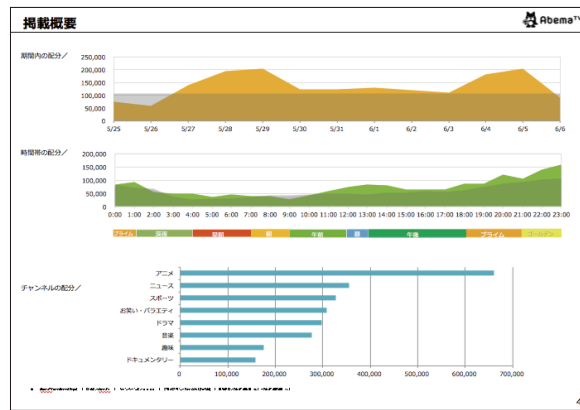 掲載概要
AbemaTV
期間内の配分／
250,000
200,000
150,000
100,000
50,000
0
5/25 5/26 5/27 5/28 5/29 5/30 5/31 6/1 6/2 6/3 6/4 6/5 6/6
時間帯の配分／
200,000
150,000
100,000
50,000
0
0:00 1:00 2:00 3:00 4:00 5:00 6:00 7:00 8:00 9:00 10:00 11:00 12:00 13:00 14:00 15:00 16:00 17:00 18:00 19:00 20:00 21:00 22:00 23:00
プライム 深夜 早朝 朝 午前 昼 午後 プライム ゴールデン
チャンネルの配分／
アニメ
ニュース
スポーツ
お笑い・バラエティ
ドラマ
音楽
趣味
ドキュメンタリー
0 100,000 200,000 300,000 400,000 500,000 600,000 700,000